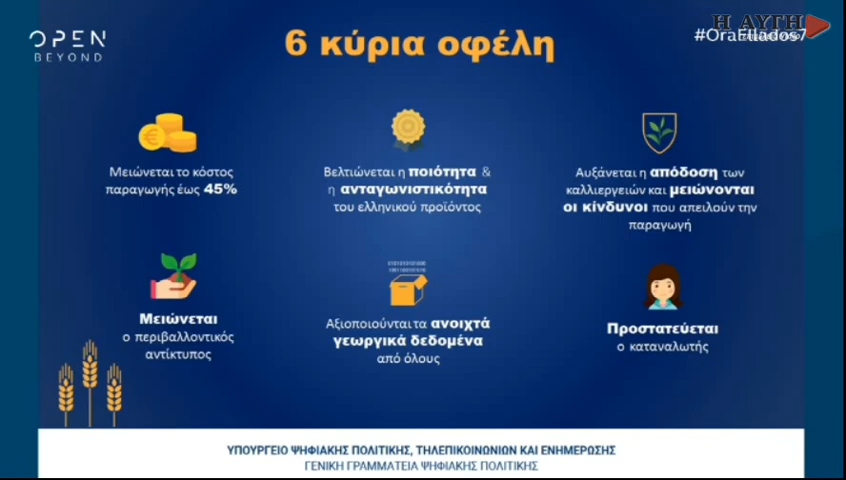 OPEN
BEYOND
Η ΑΥΓΗ
#OraEllados7
6 κύρια οφέλη
Μειώνεται το κόστος
παραγωγής έως 45%
Βελτιώνεται η ποιότητα &
η ανταγωνιστικότητα
του ελληνικού προϊόντος
Αυξάνεται η απόδοση των
καλλιεργειών και μειώνονται
οι κίνδυνοι που απειλούν την
παραγωγή
Μειώνεται
ο περιβαλλοντικός
αντίκτυπος
Αξιοποιούνται τα ανοιχτά
γεωργικά δεδομένα
από όλους
Προστατεύεται
ο καταναλωτής
ΥΠΟΥΡΓΕΙΟ ΨΗΦΙΑΚΗΣ ΠΟΛΙΤΙΚΗΣ, ΤΗΛΕΠΙΚΟΙΝΩΝΙΩΝ ΚΑΙ ΕΝΗΜΕΡΩΣΗΣ
ΓΕΝΙΚΗ ΓΡΑΜΜΑΤΕΙΑ ΨΗΦΙΑΚΗΣ ΠΟΛΙΤΙΚΗΣ